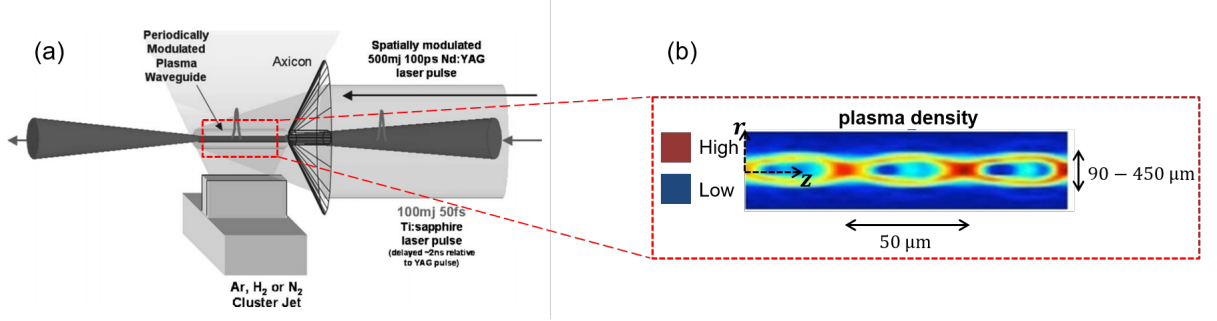 (a)
Periodically
Modulated
Plasma
Waveguide
Axicon
Spatially modulated
500mj 100ps Nd:YAG
laser pulse
100mj 50fs
Ti:sapphire
laser pulse
(delayed ~2ns relative
to YAG pulse)
Ar, H₂ or N₂
Cluster Jet
(b)
plasma density
High
Low
r
z
90 − 450 μm
50 μm